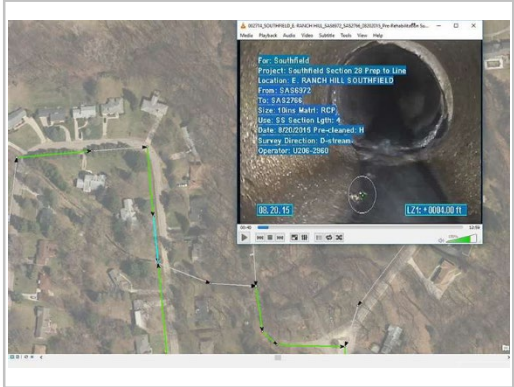 Media Playback Audio Video Subtitle Tools View Help
For: Southfield
Project: Southfield Section 28 Prep to Line
Location: E. RANCH HILL SOUTHFIELD
From: SAS6972
To: SAS2766
Size: 10ins Matrl: RCP
Use: SS Section Lgth: 4
Date: 8/20/2015 Pre-cleaned: H
Survey Direction: D-stream
Operator: U206-2960
08.20.15
LZ1: +0004.00 ft